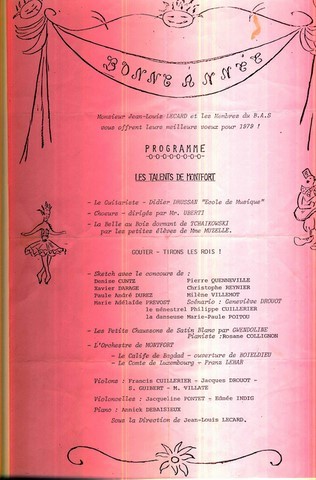 BONNE ANNÉE
Monsieur Jean-Louis LECARD et les Membres du B.A.S
vous offrent leurs meilleurs voeux pour 1979 !
PROGRAMME
LES TALENTS DE MONTFORT
- Le Guitariste - Didier DHUSSAR "Ecole de Musique"
- Choeurs - dirigés par Mr. UBERTI
- La Belle au Bois dormant de TCHAIKOWSKI
par les petites élèves de Mme MUZELLE.
GOUTER - TIRONS LES ROIS !
- Sketch avec le concours de :
Denise CUNTZ Pierre QUENNEVILLE
Xavier DARAGE Christophe REYNIER
Paule André DUREZ Milène VILLEMOT
Marie Adélaïde PREVOST Scénario : Geneviève DROUOT
le ménestrel Philippe CUILLERIER
la danseuse Marie-Paule POITOU
- Les Petits Chaussons de Satin Blanc par GWENDOLINE
Pianiste : Rosane COLLIGNON
- L'Orchestre de MONTFORT
- Le Calife de Bagdad - ouverture de BOIELDIEU
- Le Comte de Luxembourg - Franz LEHAR
Violons : Francis CUILLERIER - Jacques DROUOT -
E. GUIBERT - M. VILLATE
Violoncelles : Jacqueline PONTET - Edmée INDIG
Piano : Annick DEBAISIEUX
Sous la Direction de Jean-Louis LECARD.